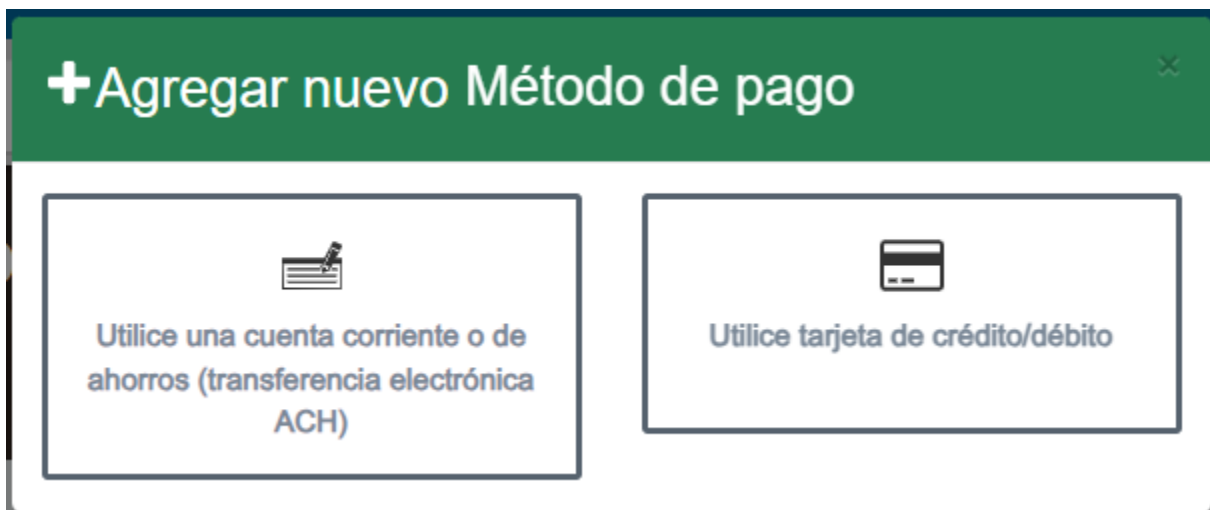 +Agregar nuevo Método de pago
×
Utilice una cuenta corriente o de
ahorros (transferencia electrónica
ACH)
Utilice tarjeta de crédito/débito